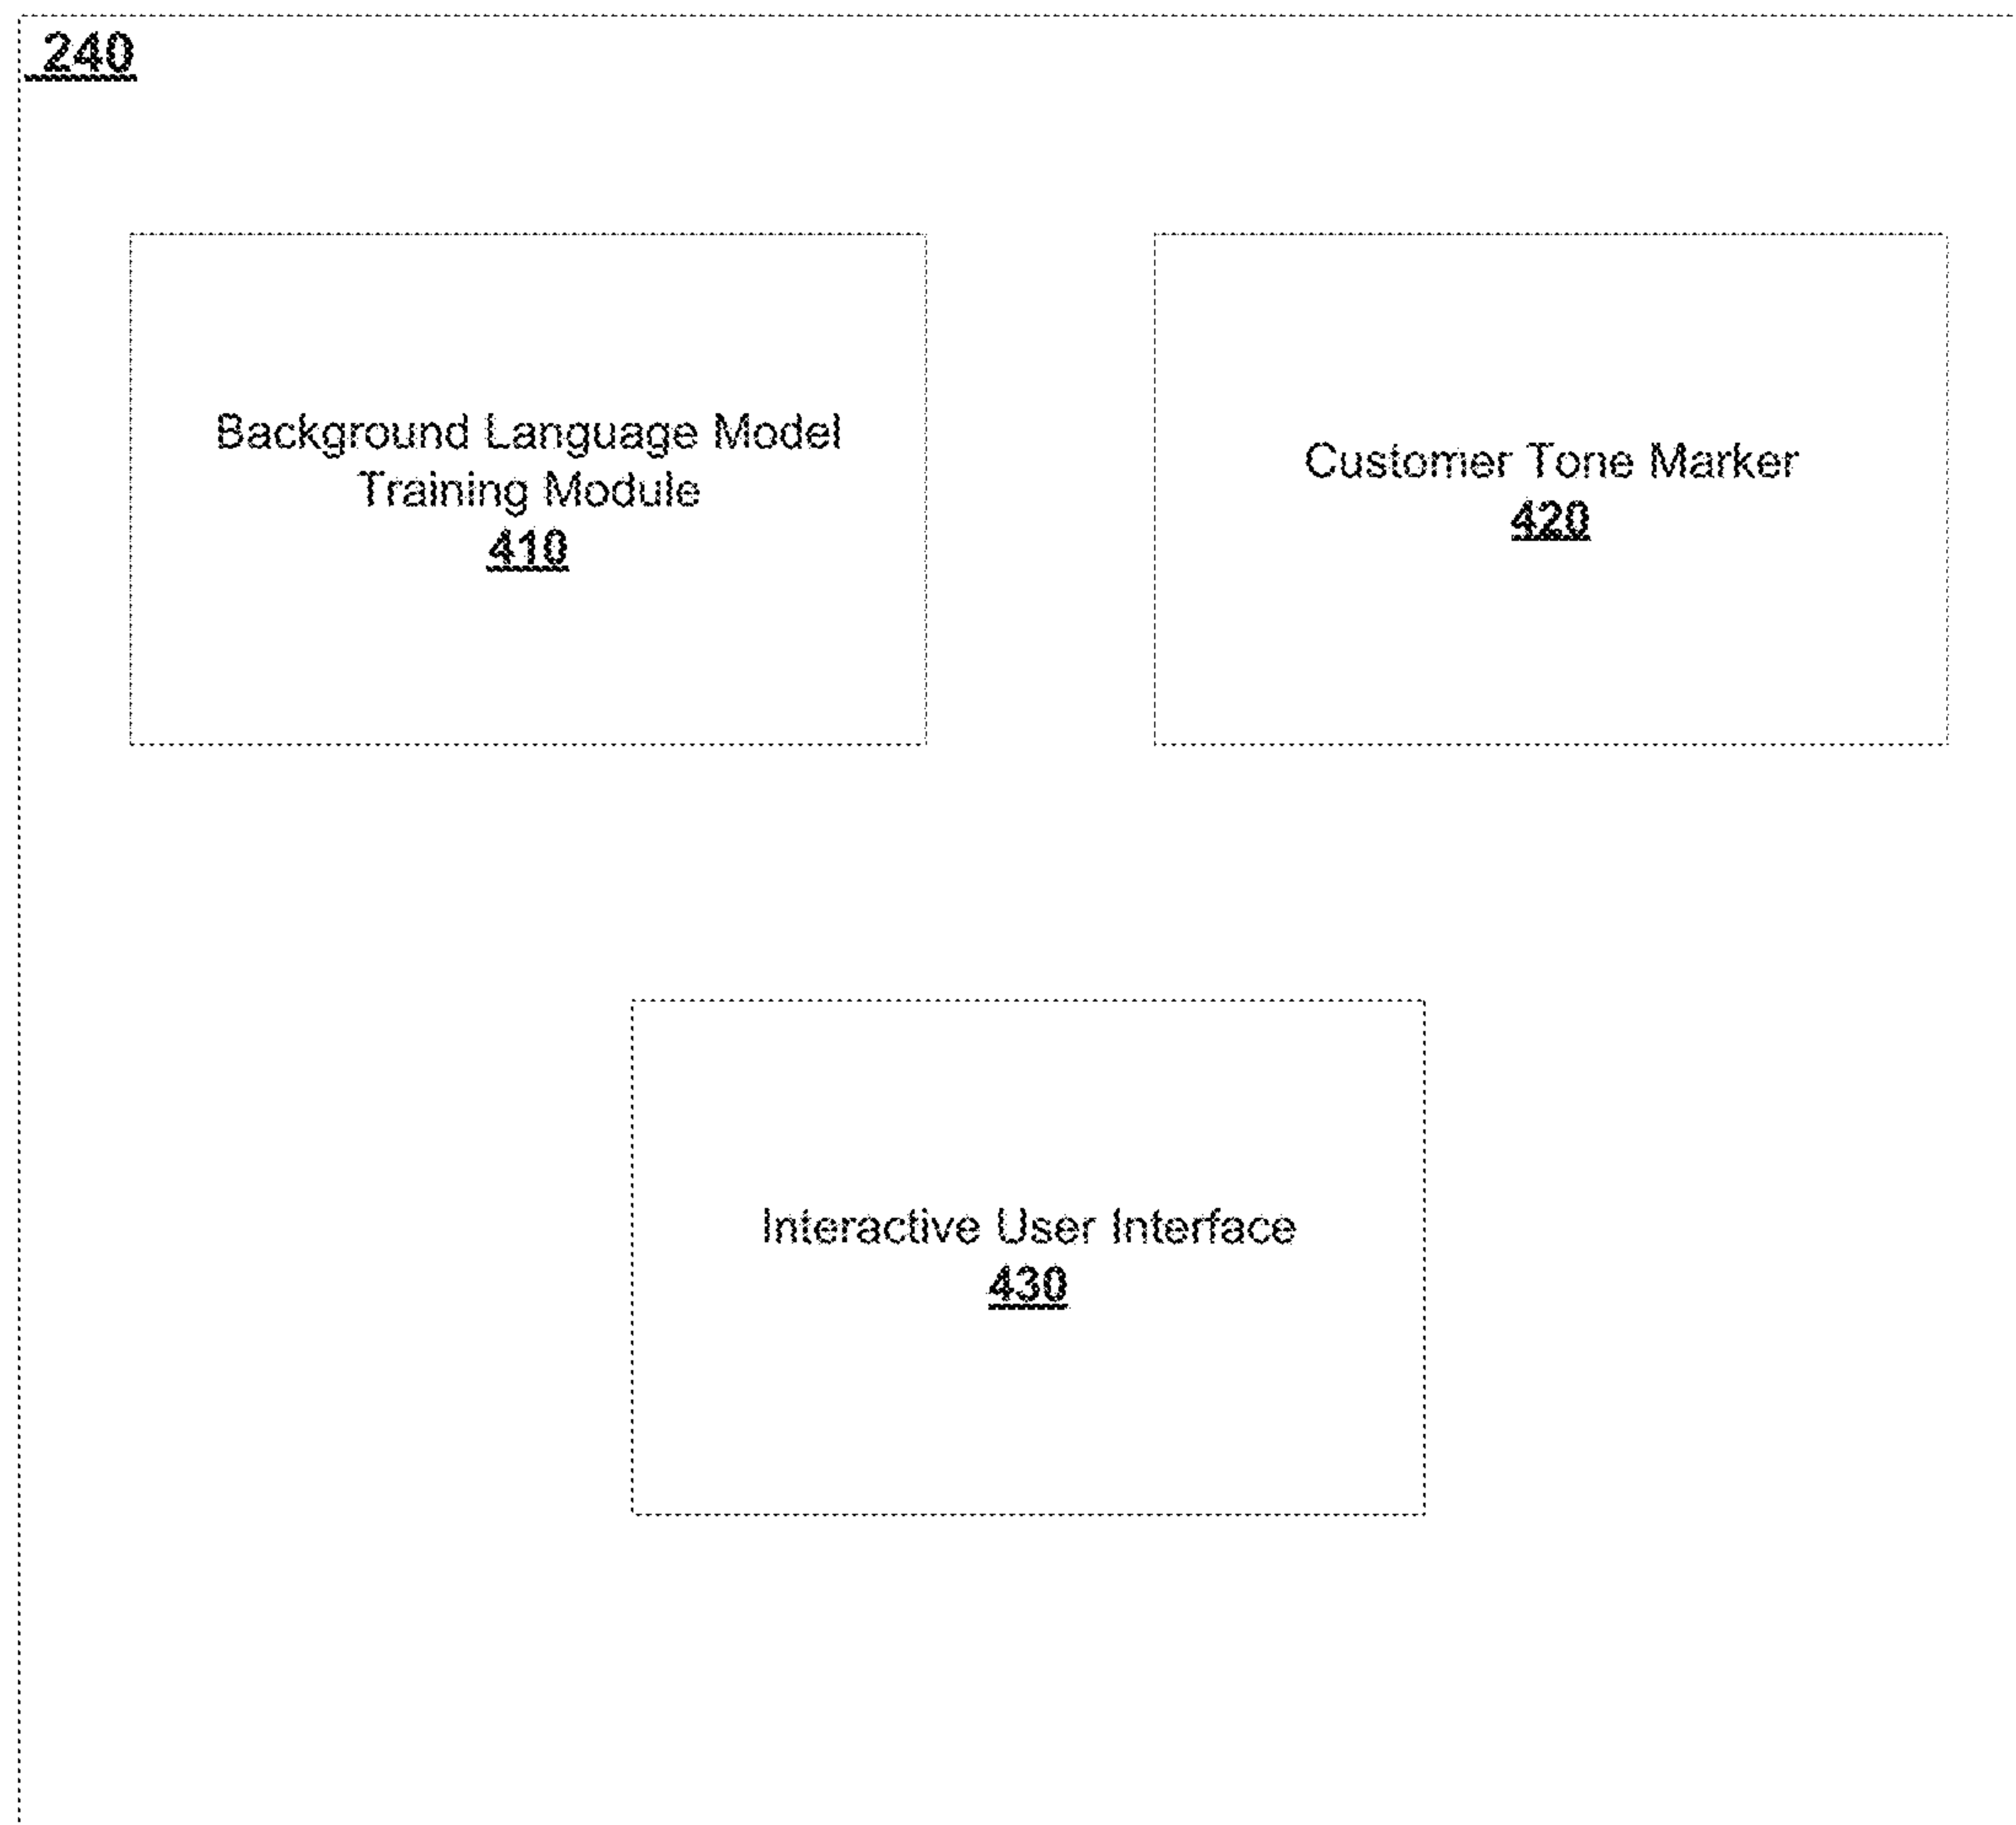 240
Background Language Model
Training Module
410
Customer Tone Marker
420
Interactive User Interface
430